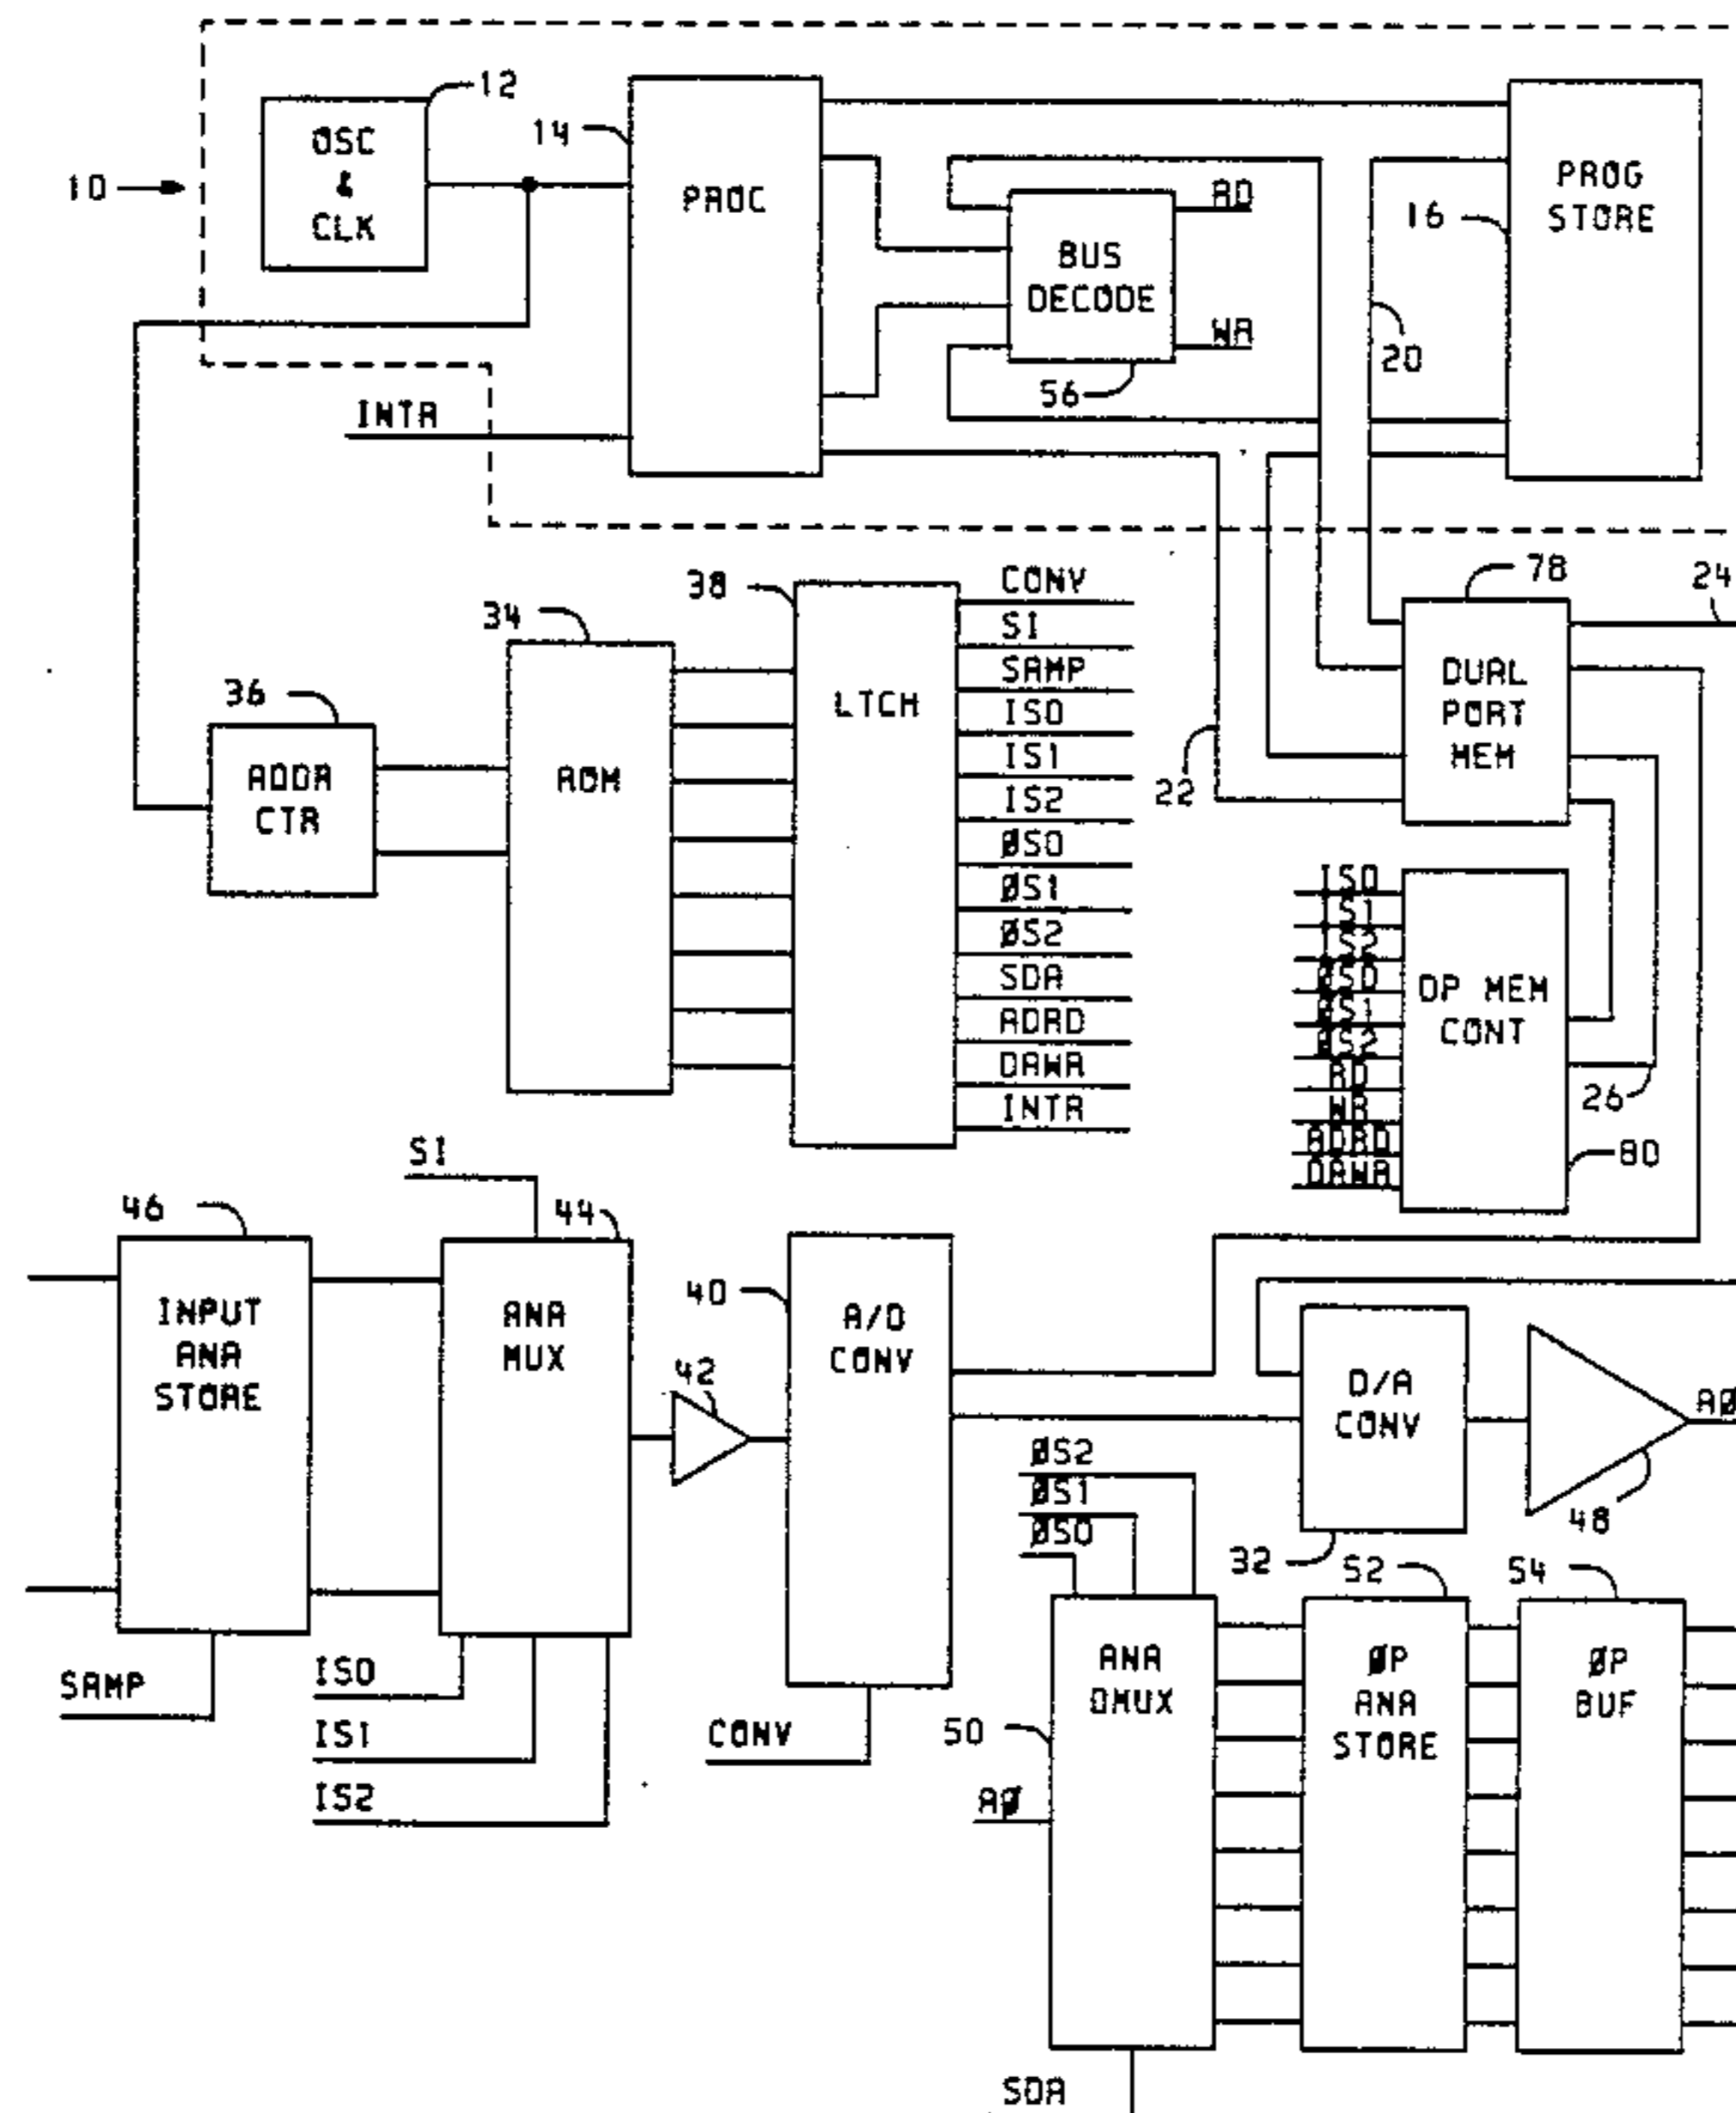 12
OSC
&
CLK
10
14
PROC
RD
BUS
DECODE
WR
56
PROG
STORE
16
20
INTR
38
CONV
SI
SAMP
IS0
IS1
IS2
ØS0
ØS1
ØS2
SDA
ADRD
DAWR
INTR
LTCH
34
ROM
36
ADDR
CTR
22
78
24
DUAL
PORT
MEM
IS0
IS1
IS2
ØS0
ØS1
ØS2
RD
WR
ADRD
DAWR
DP MEM
CONT
26
80
SI
46
44
INPUT
ANA
STORE
ANA
MUX
40
A/D
CONV
42
D/A
CONV
AØ
48
32
ØS2
ØS1
ØS0
52
54
SAMP
IS0
IS1
IS2
CONV
50
AØ
ANA
DMUX
ØP
ANA
STORE
ØP
BUF
SDA